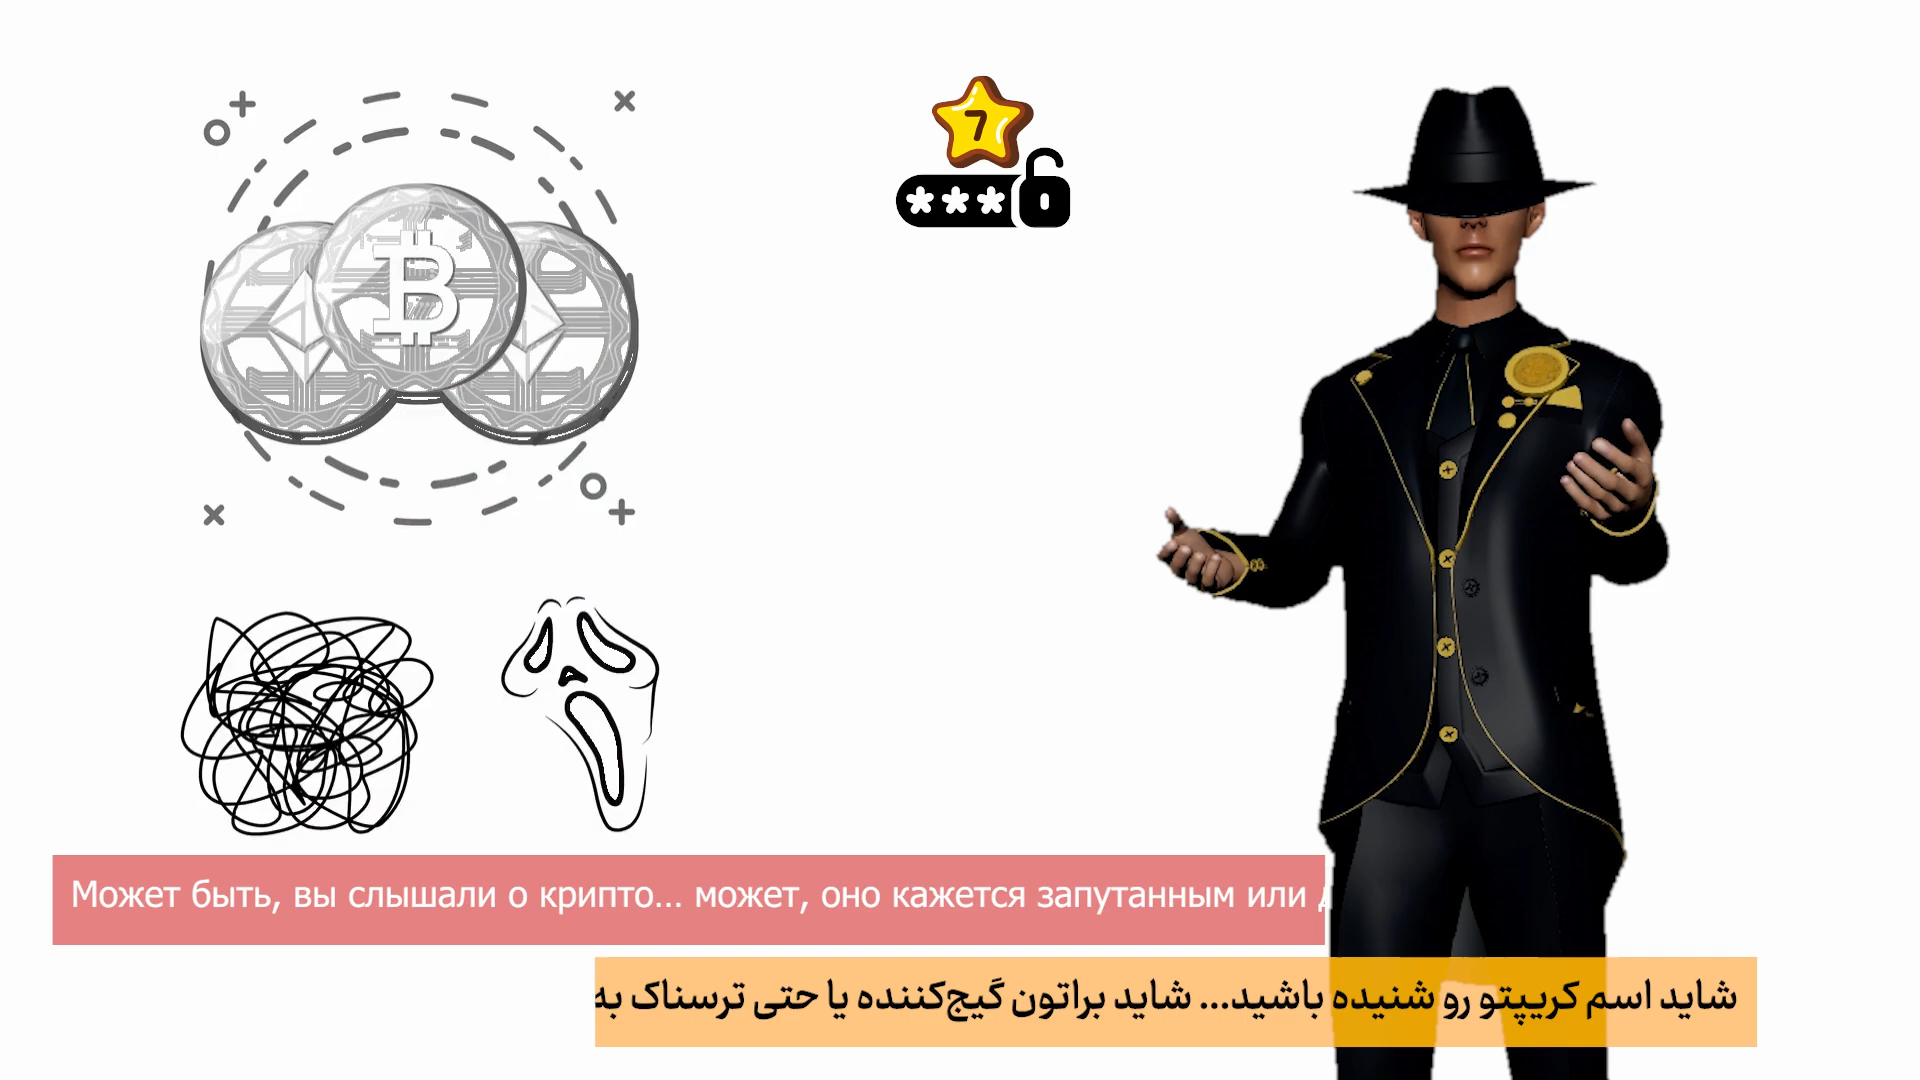 7
***
Может быть, вы слышали о крипто... может, оно кажется запутанным или
شاید اسم کریپتو رو شنیده باشید... شاید براتون گیج‌کننده یا حتی ترسناک به